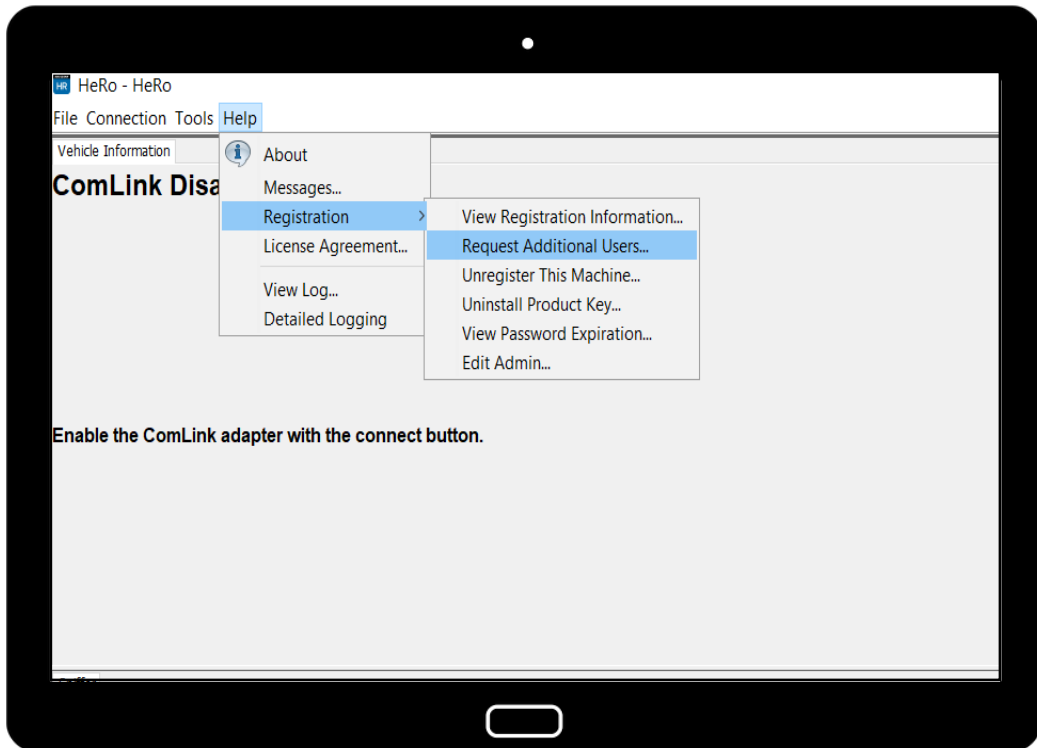 HR HeRo - HeRo
File Connection Tools Help
Vehicle Information
ComLink Disa
About
Messages...
Registration
License Agreement...
View Log...
Detailed Logging
View Registration Information...
Request Additional Users...
Unregister This Machine...
Uninstall Product Key...
View Password Expiration...
Edit Admin...
Enable the ComLink adapter with the connect button.